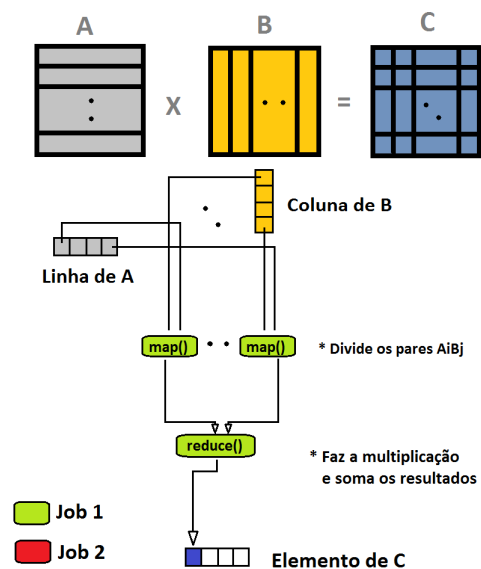 A B C
X =
Coluna de B
Linha de A
map() map()
* Divide os pares AiBj
reduce()
* Faz a multiplicação
e soma os resultados
Job 1
Job 2
Elemento de C